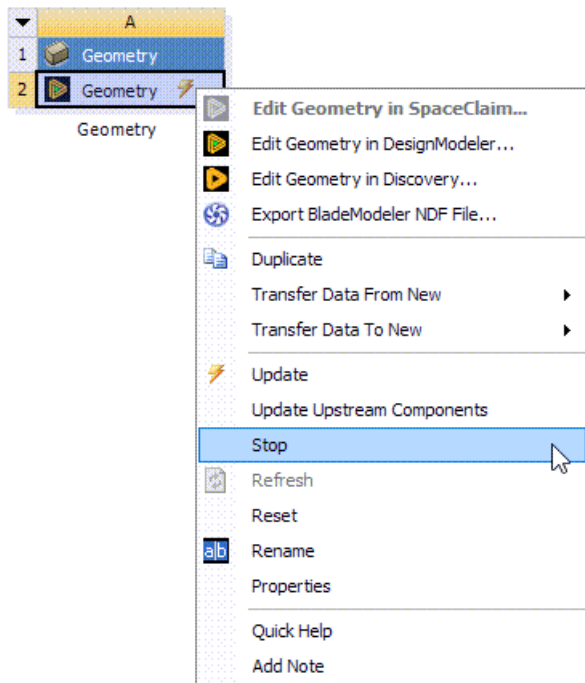 A
1 Geometry
2 Geometry
Geometry
Edit Geometry in SpaceClaim...
Edit Geometry in DesignModeler...
Edit Geometry in Discovery...
Export BladeModeler NDF File...
Duplicate
Transfer Data From New
Transfer Data To New
Update
Update Upstream Components
Stop
Refresh
Reset
a|b Rename
Properties
Quick Help
Add Note